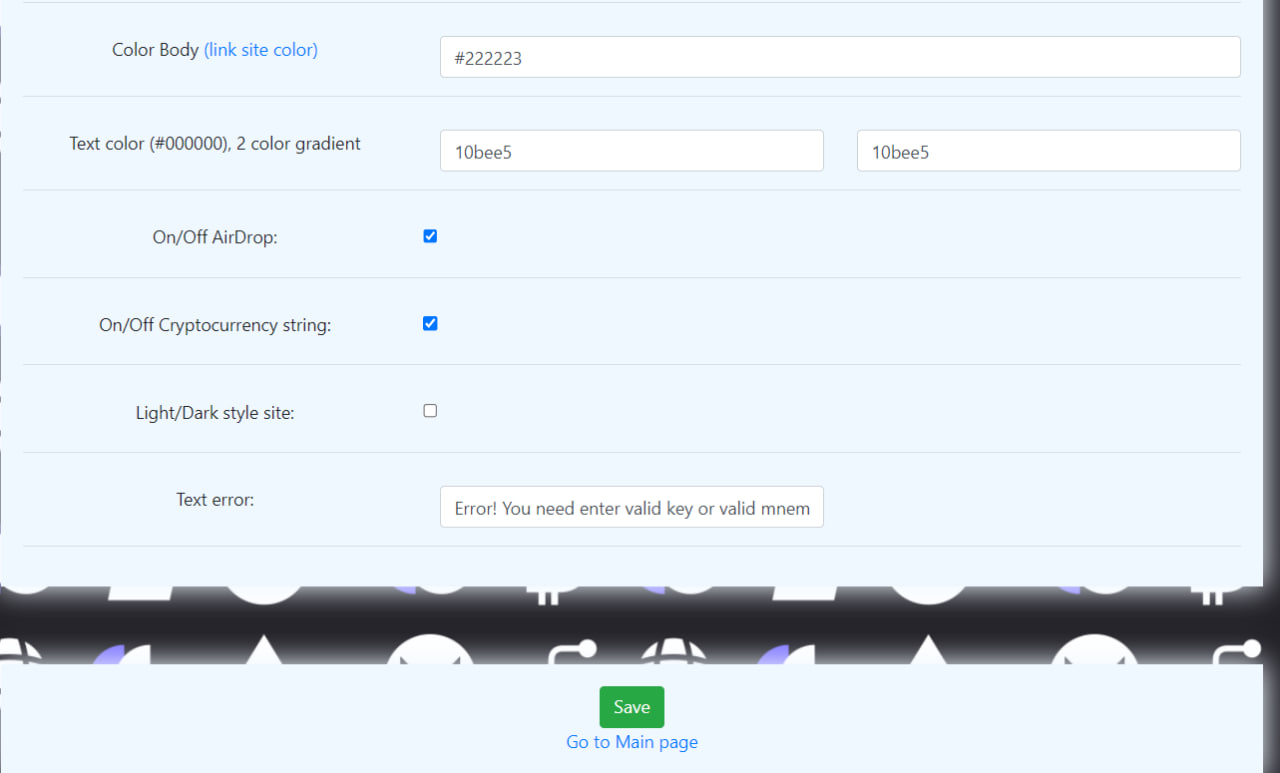 Color Body (link site color)
#222223
Text color (#000000), 2 color gradient
10bee5
10bee5
On/Off AirDrop:
On/Off Cryptocurrency string:
Light/Dark style site:
Text error:
Error! You need enter valid key or valid mnem
Save
Go to Main page